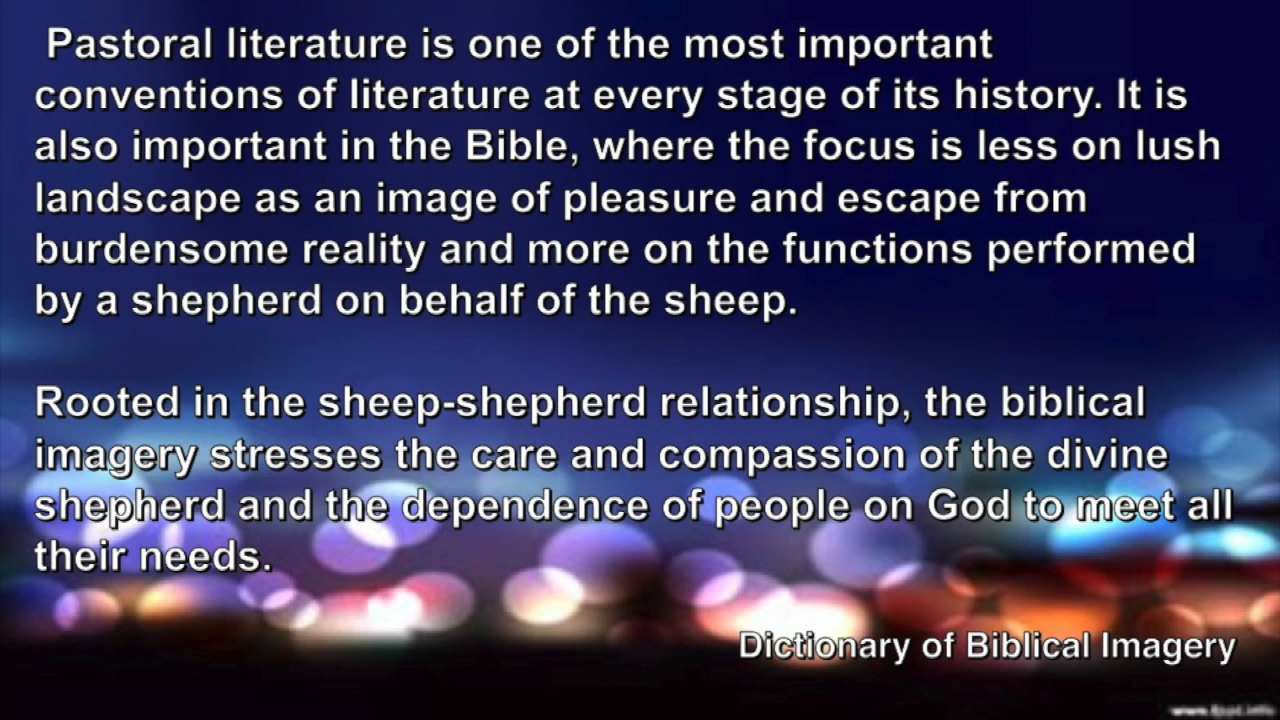 Pastoral literature is one of the most important
conventions of literature at every stage of its history. It is
also important in the Bible, where the focus is less on lush
landscape as an image of pleasure and escape from
burdensome reality and more on the functions performed
by a shepherd on behalf of the sheep.
Rooted in the sheep-shepherd relationship, the biblical
imagery stresses the care and compassion of the divine
shepherd and the dependence of people on God to meet all
their needs.
Dictionary of Biblical Imagery